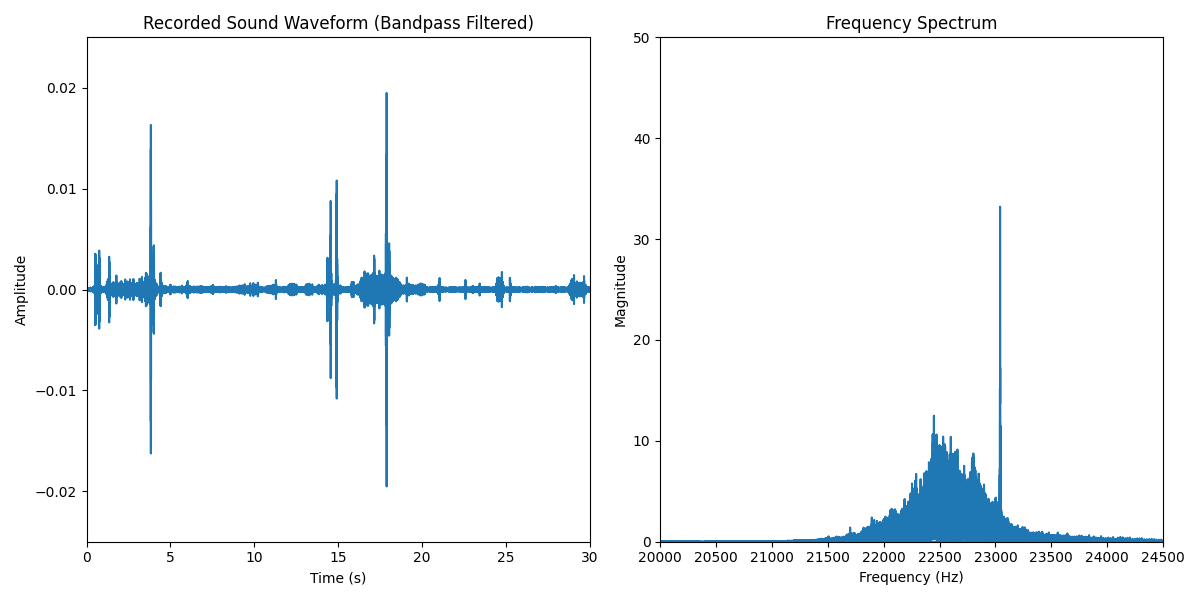 Recorded Sound Waveform (Bandpass Filtered)
Frequency Spectrum
Amplitude
0.02
0.01
0.00
−0.01
−0.02
0 5 10 15 20 25 30
Time (s)
Magnitude
50
40
30
20
10
0
20000 20500 21000 21500 22000 22500 23000 23500 24000 24500
Frequency (Hz)